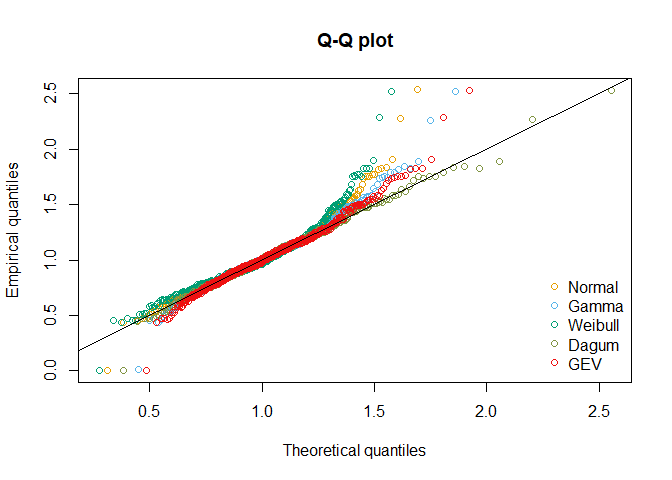 Q-Q plot
Empirical quantiles
2.5
2.0
1.5
1.0
0.5
0.0
Normal
Gamma
Weibull
Dagum
GEV
0.5 1.0 1.5 2.0 2.5
Theoretical quantiles